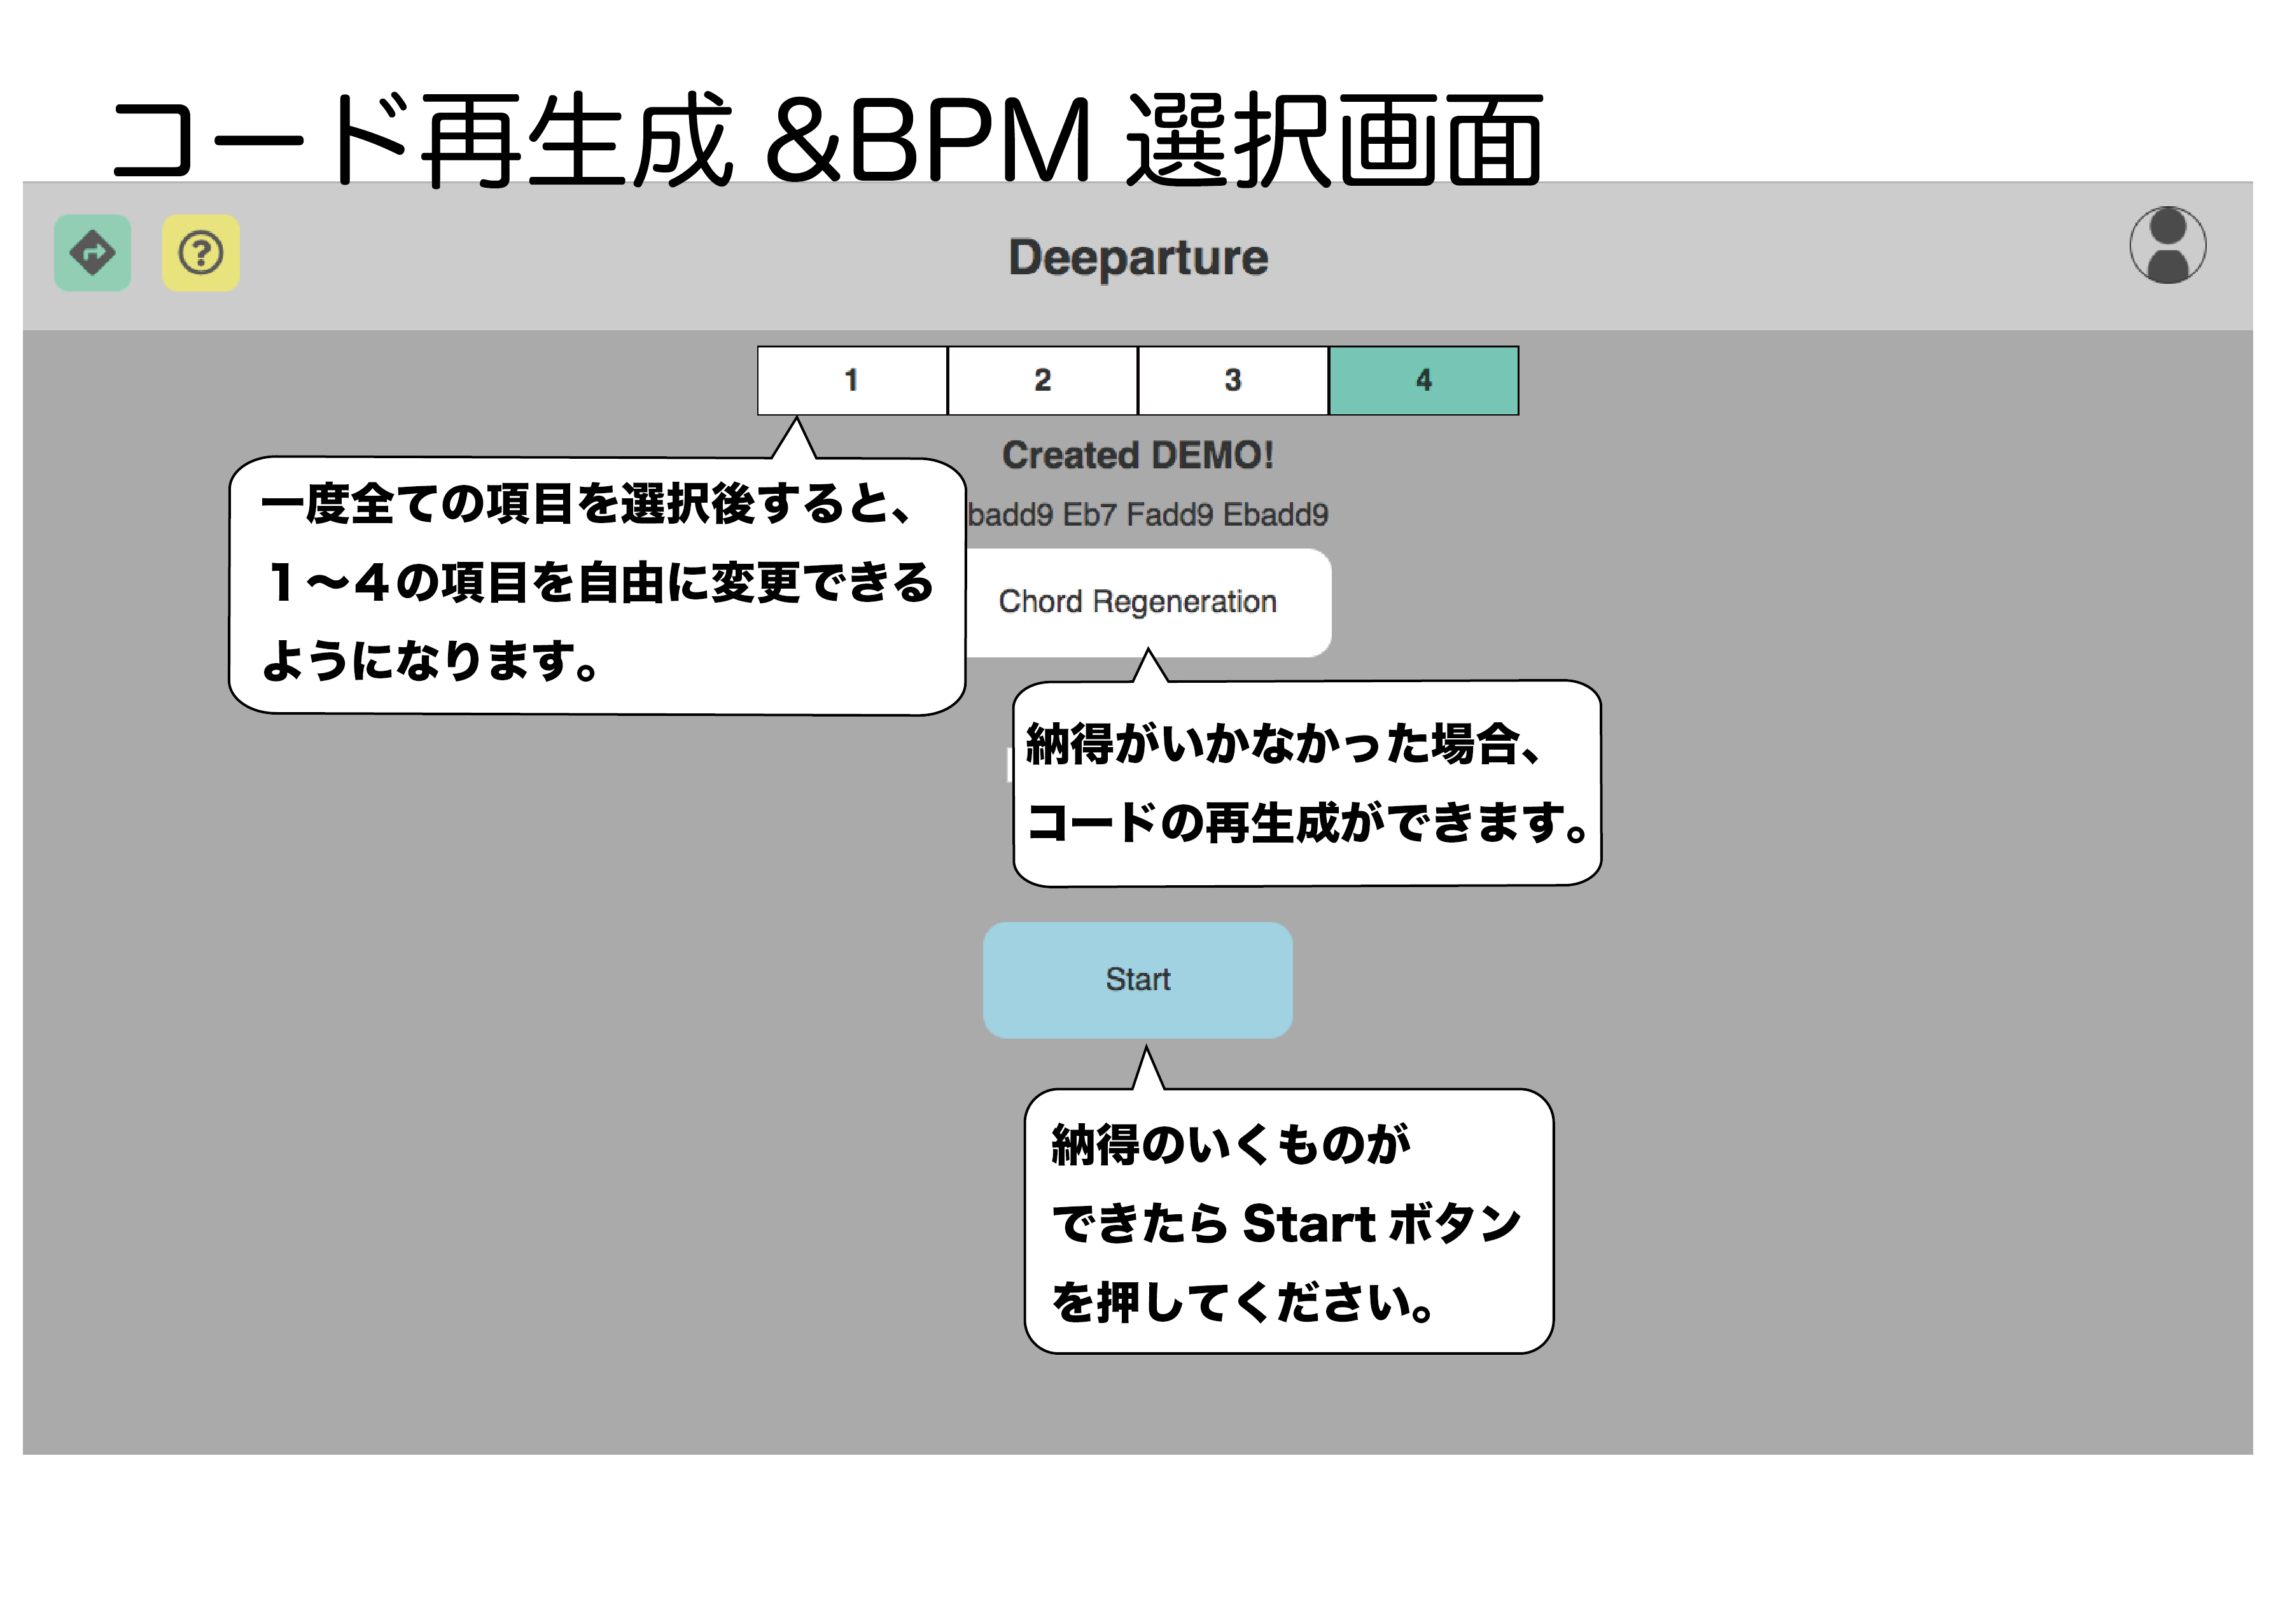 コード再生成 &BPM 選択画面
Deeparture
1 2 3 4
Created DEMO!
一度全ての項目を選択後すると、
１〜４の項目を自由に変更できる
ようになります。
Eb7 Fadd9 Ebadd9
Chord Regeneration
納得がいかなかった場合、
コードの再生成ができます。
Start
納得のいくものが
できたら Start ボタン
を押してください。